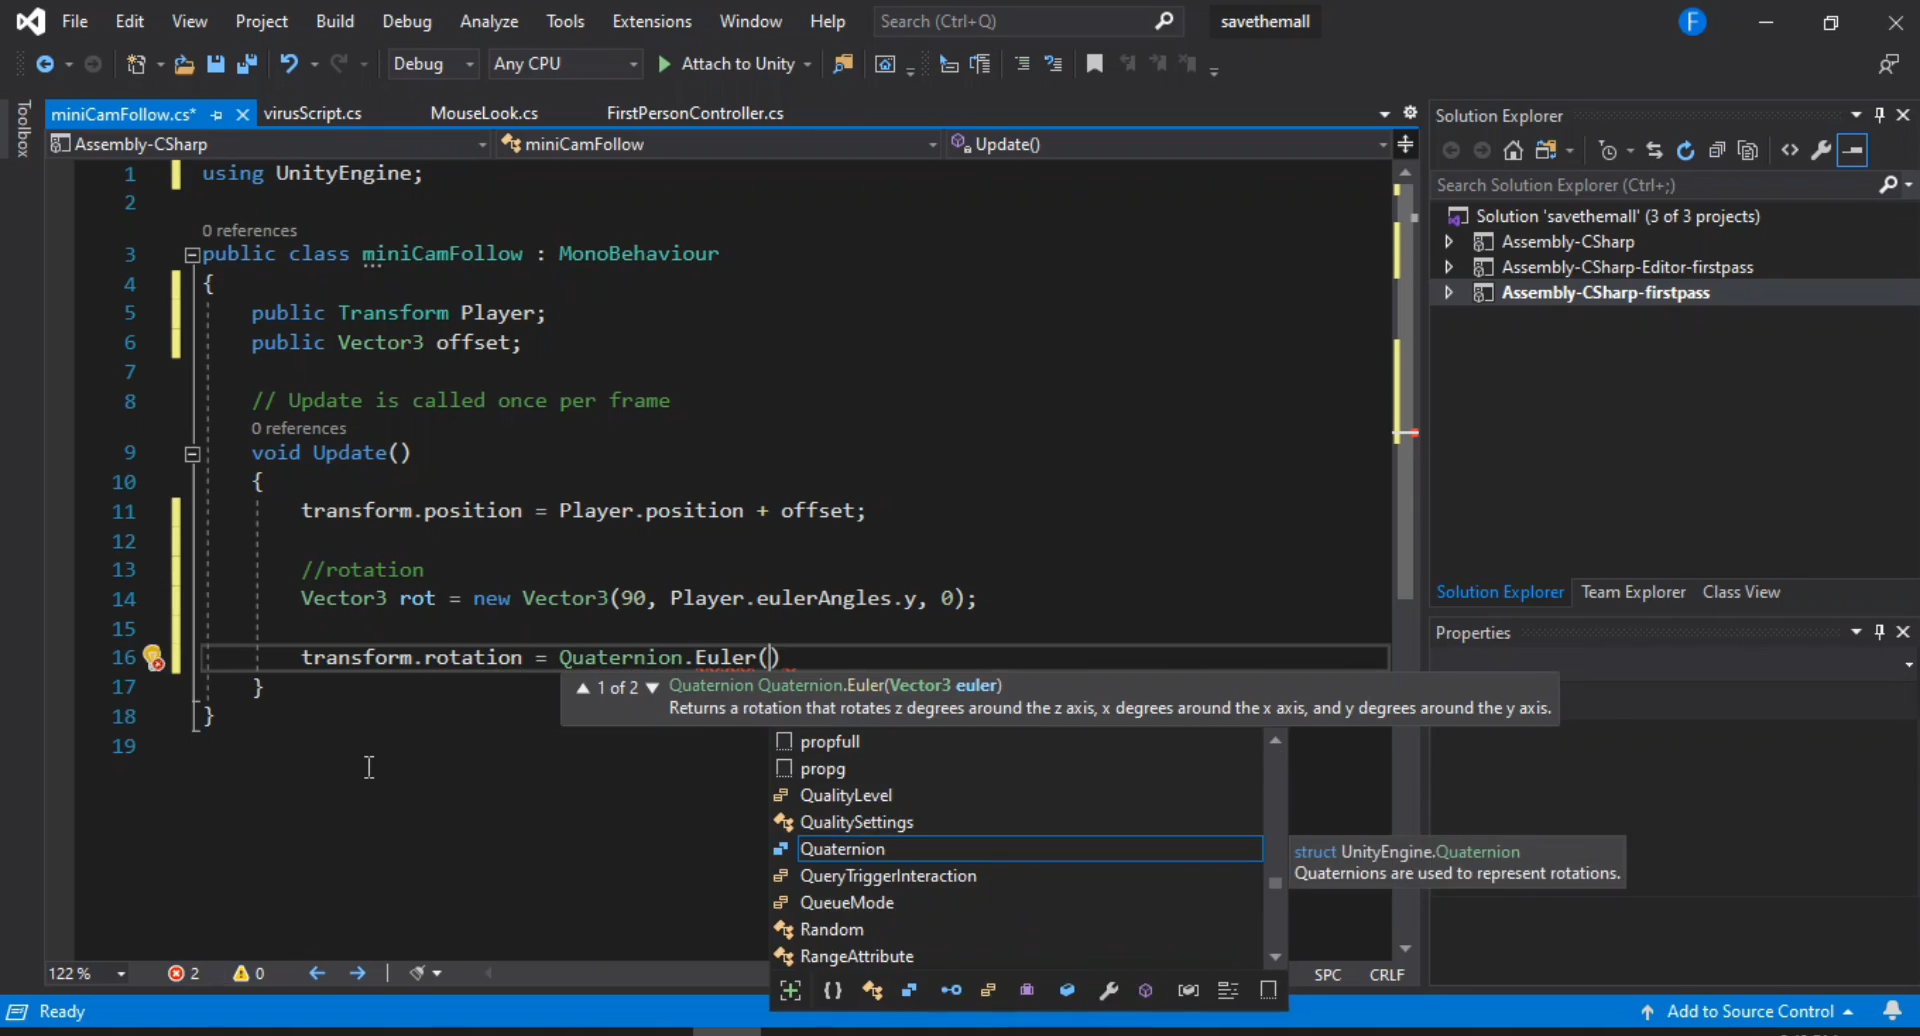 File Edit View Project Build Debug Analyze Tools Extensions Window Help Search (Ctrl+Q) savethemall F
Debug Any CPU Attach to Unity
Toolbox
miniCamFollow.cs* virusScript.cs MouseLook.cs FirstPersonController.cs
Assembly-CSharp miniCamFollow Update()
1 using UnityEngine;
2
0 references
3 public class miniCamFollow : MonoBehaviour
4 {
5 public Transform Player;
6 public Vector3 offset;
7
8 // Update is called once per frame
0 references
9 void Update()
10 {
11 transform.position = Player.position + offset;
12
13 //rotation
14 Vector3 rot = new Vector3(90, Player.eulerAngles.y, 0);
15
16 transform.rotation = Quaternion.Euler()
17 }
18 }
19
1 of 2 Quaternion Quaternion.Euler(Vector3 euler)
Returns a rotation that rotates z degrees around the z axis, x degrees around the x axis, and y degrees around the y axis.
propfull
propg
QualityLevel
QualitySettings
Quaternion
QueryTriggerInteraction
QueueMode
Random
RangeAttribute
struct UnityEngine.Quaternion
Quaternions are used to represent rotations.
Solution Explorer
Search Solution Explorer (Ctrl+;)
Solution 'savethemall' (3 of 3 projects)
Assembly-CSharp
Assembly-CSharp-Editor-firstpass
Assembly-CSharp-firstpass
Solution Explorer Team Explorer Class View
Properties
122 % 2 0 SPC CRLF
Ready Add to Source Control